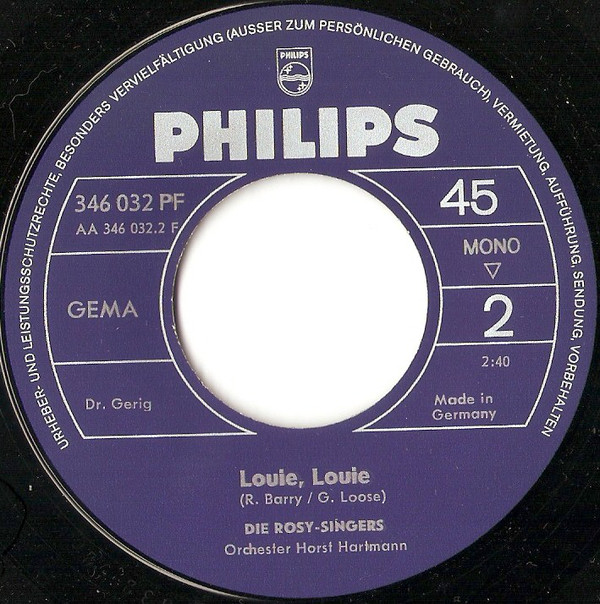 URHEBER- UND LEISTUNGSSCHUTZRECHTE, BESONDERS VERVIELFÄLTIGUNG (AUSSER ZUM PERSÖNLICHEN GEBRAUCH), VERMIETUNG, AUFFÜHRUNG, SENDUNG, VORBEHALTEN
PHILIPS
PHILIPS
346 032 PF
AA 346 032.2 F
GEMA
Dr. Gerig
45
MONO
▽
2
2:40
Made in
Germany
Louie, Louie
(R. Barry / G. Loose)
DIE ROSY-SINGERS
Orchester Horst Hartmann